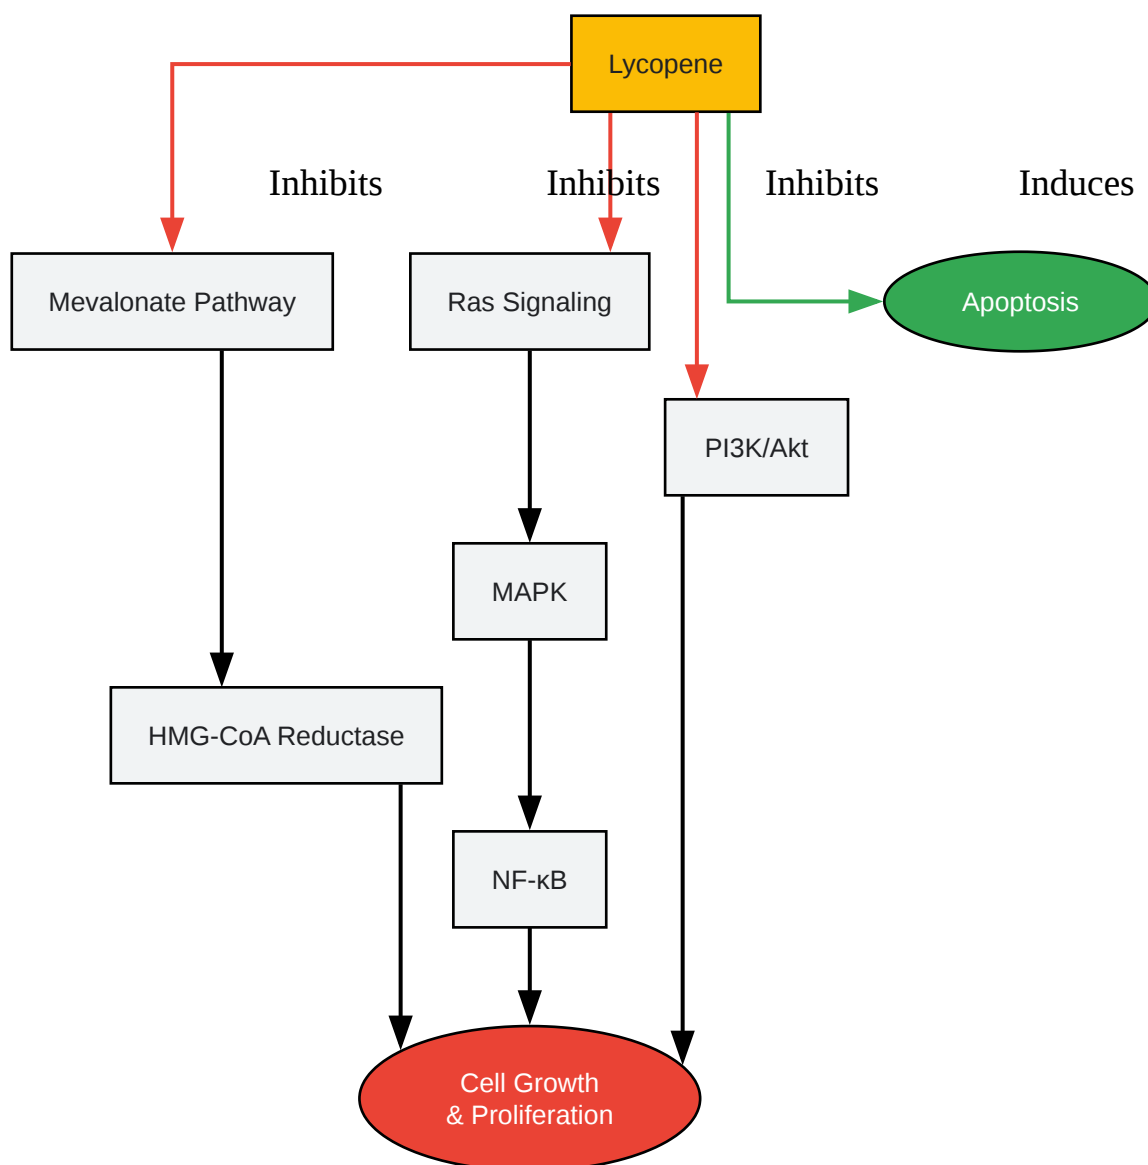 Lycopene
Inhibits
Inhibits
Inhibits
Induces
Mevalonate Pathway
Ras Signaling
Apoptosis
PI3K/Akt
MAPK
HMG-CoA Reductase
NF-κB
Cell Growth
& Proliferation